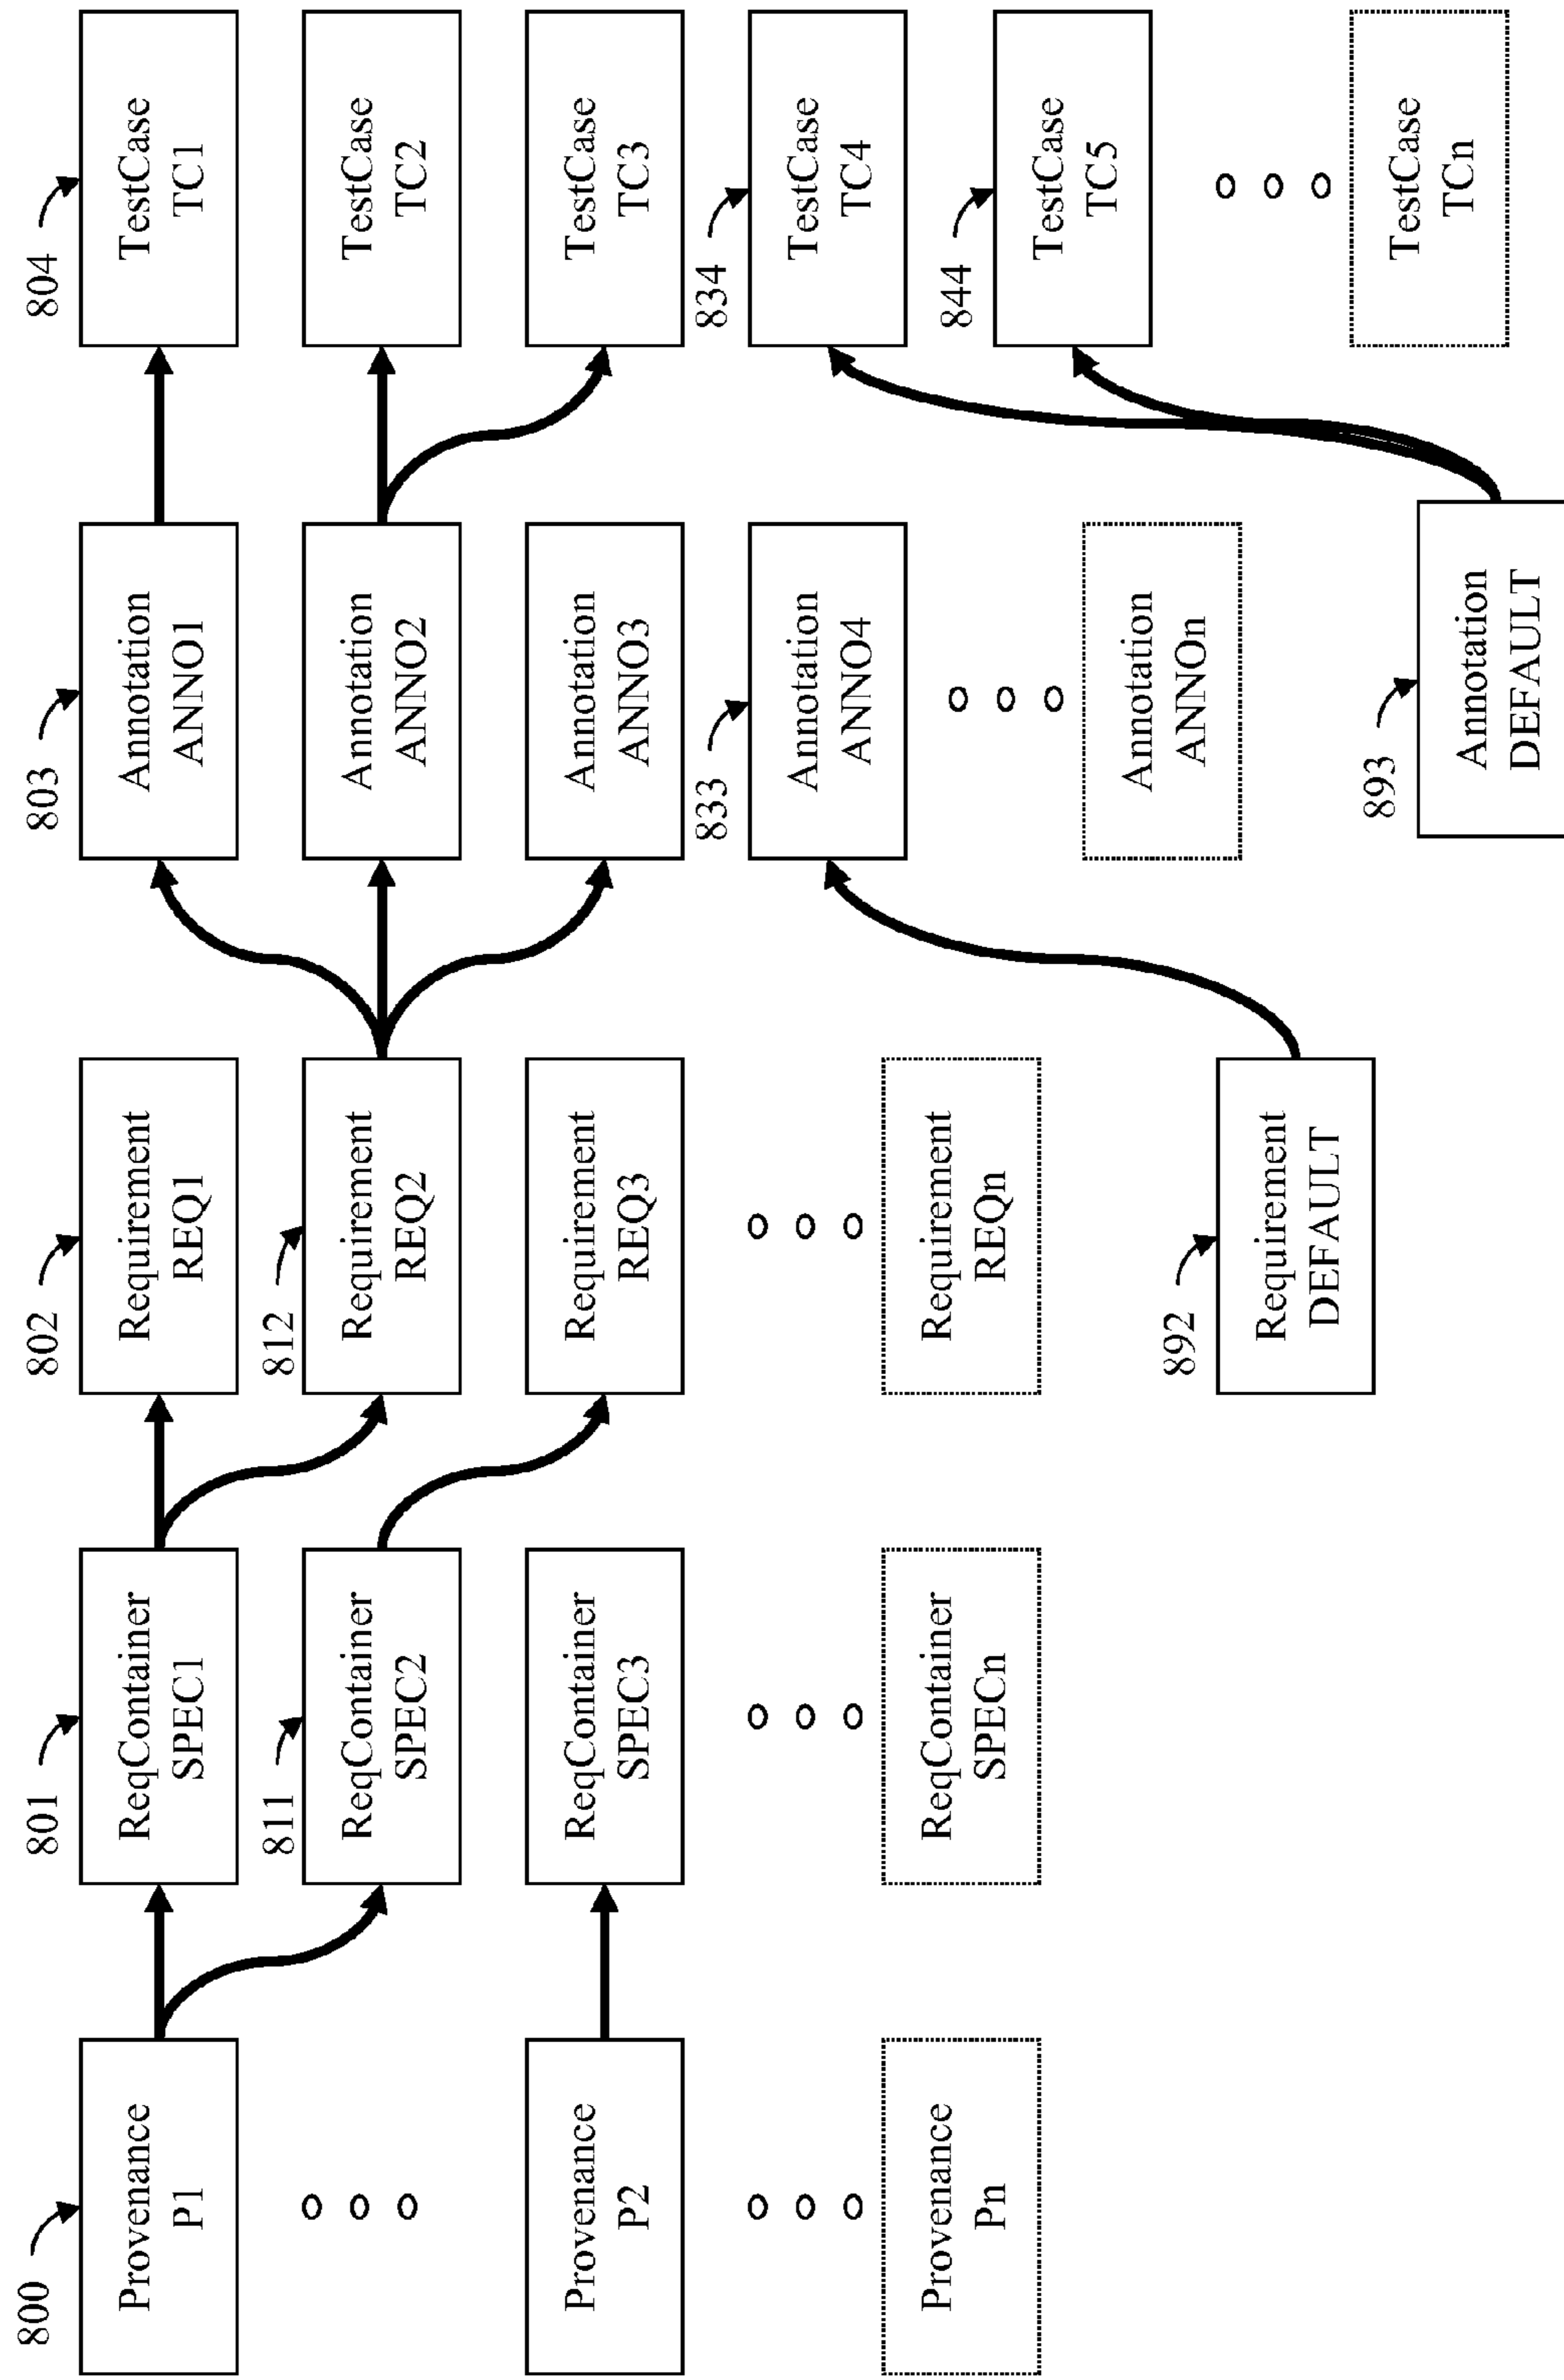 800
Provenance
P1
Provenance
P2
Provenance
Pn
801
ReqContainer
SPEC1
811
ReqContainer
SPEC2
ReqContainer
SPEC3
ReqContainer
SPECn
802
Requirement
REQ1
812
Requirement
REQ2
Requirement
REQ3
Requirement
REQn
892
Requirement
DEFAULT
803
Annotation
ANNO1
Annotation
ANNO2
Annotation
ANNO3
833
Annotation
ANNO4
Annotation
ANNOn
893
Annotation
DEFAULT
804
TestCase
TC1
TestCase
TC2
TestCase
TC3
834
TestCase
TC4
844
TestCase
TC5
TestCase
TCn